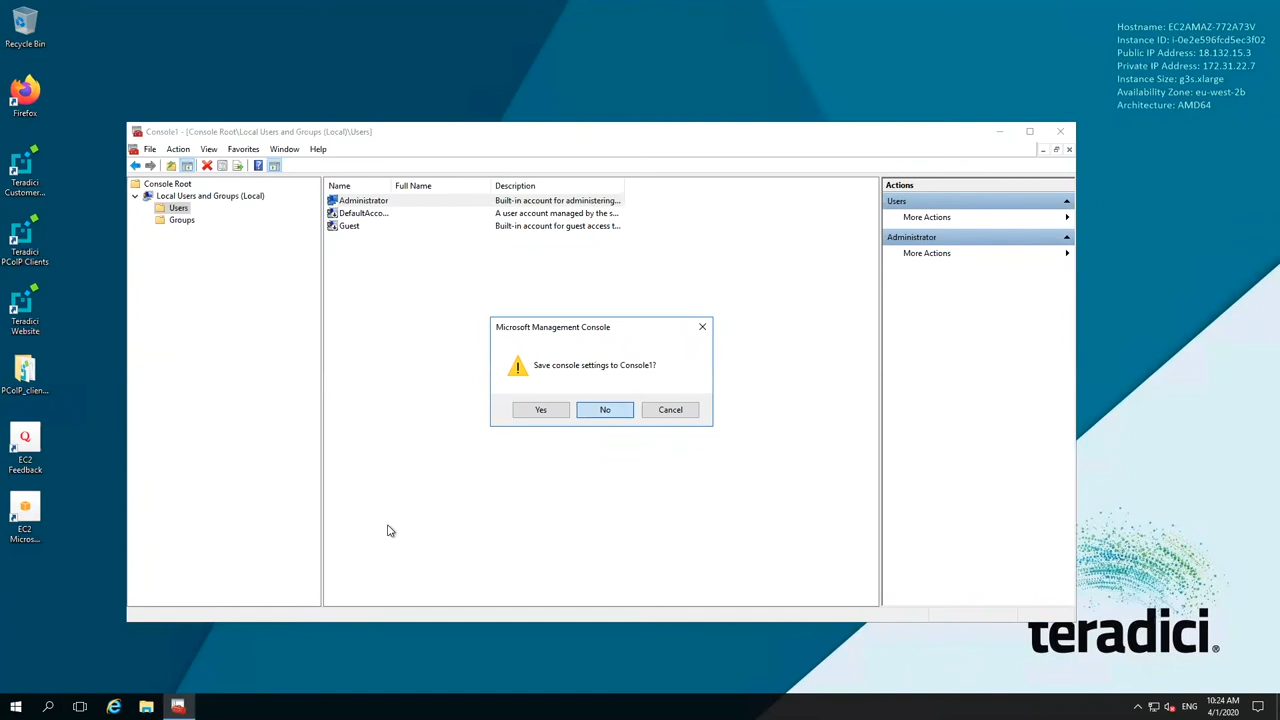 Recycle Bin
Firefox
Teradici
Customer...
Teradici
PCoIP Clients
Teradici
Website
PCoIP_clien...
EC2
Feedback
EC2
Micros...
Hostname: EC2AMAZ-772A73V
Instance ID: i-0e2e596fcd5ec3f02
Public IP Address: 18.132.15.3
Private IP Address: 172.31.22.7
Instance Size: g3s.xlarge
Availability Zone: eu-west-2b
Architecture: AMD64
Console1 - [Console Root\Local Users and Groups (Local)\Users]
File Action View Favorites Window Help
Console Root
Local Users and Groups (Local)
Users
Groups
Name Full Name Description
Administrator Built-in account for administering...
DefaultAcco... A user account managed by the s...
Guest Built-in account for guest access t...
Actions
Users
More Actions
Administrator
More Actions
Microsoft Management Console
Save console settings to Console1?
Yes No Cancel
teradici®
ENG
10:24 AM
4/1/2020